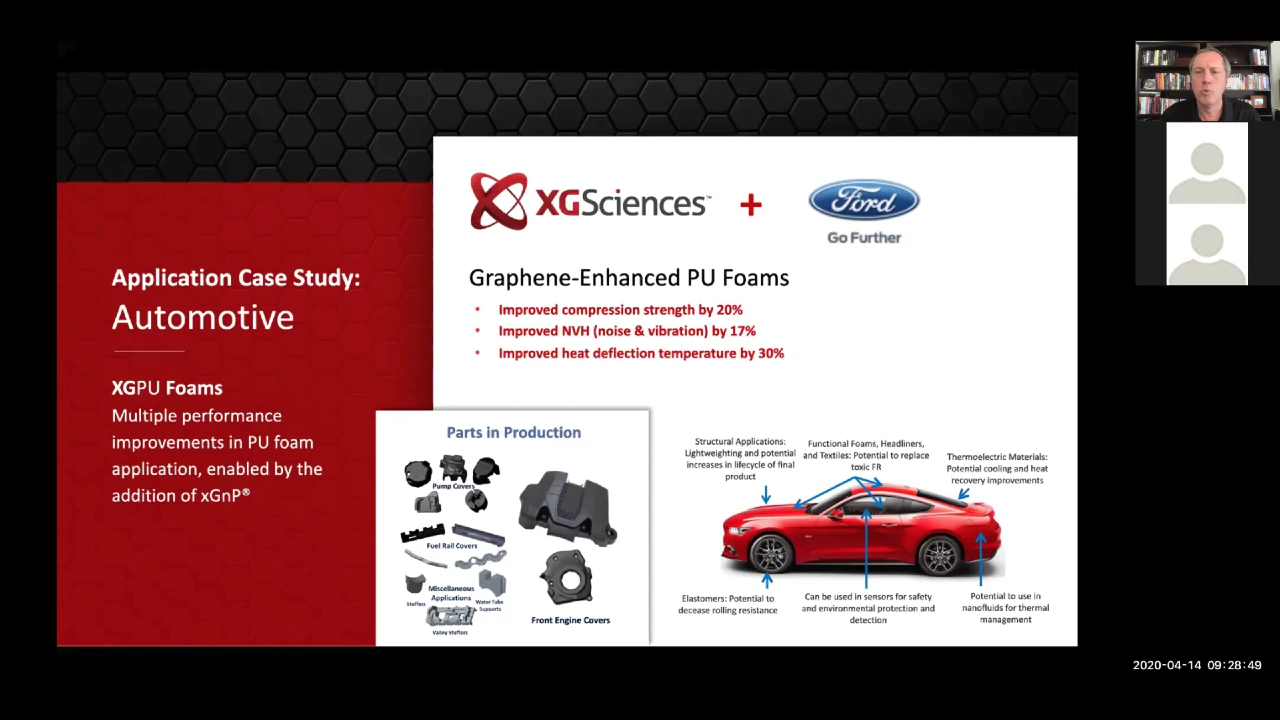 Application Case Study:
Automotive
XGPU Foams
Multiple performance
improvements in PU foam
application, enabled by the
addition of xGnP®
XGSciences™
+
Ford
Go Further
Graphene-Enhanced PU Foams
• Improved compression strength by 20%
• Improved NVH (noise & vibration) by 17%
• Improved heat deflection temperature by 30%
Parts in Production
Pump Covers
Fuel Rail Covers
Miscellaneous
Applications
Stuffers
Water Tube
Supports
Valley Stuffers
Front Engine Covers
Structural Applications:
Lightweighting and potential
increases in lifecycle of final
product
Functional Foams, Headliners,
and Textiles: Potential to replace
toxic FR
Thermoelectric Materials:
Potential cooling and heat
recovery improvements
Elastomers: Potential to
decease rolling resistance
Can be used in sensors for safety
and environmental protection and
detection
Potential to use in
nanofluids for thermal
management
2020-04-14 09:28:49